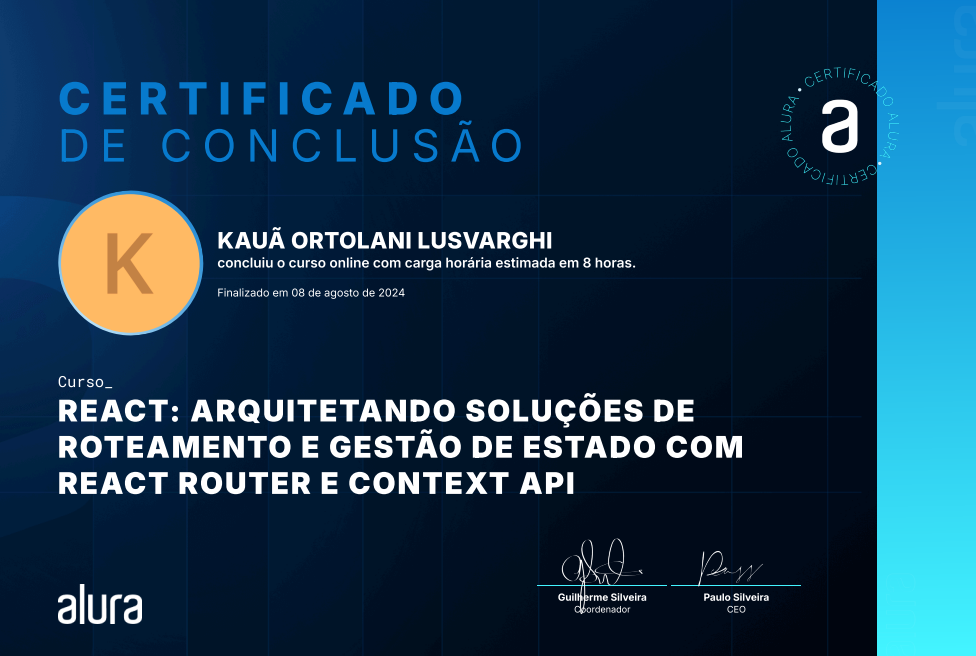 CERTIFICADO
DE CONCLUSÃO
CERTIFICADO ALURA • CERTIFICADO ALURA •
a
K
KAUÃ ORTOLANI LUSVARGHI
concluiu o curso online com carga horária estimada em 8 horas.
Finalizado em 08 de agosto de 2024
Curso_
REACT: ARQUITETANDO SOLUÇÕES DE
ROTEAMENTO E GESTÃO DE ESTADO COM
REACT ROUTER E CONTEXT API
Guilherme Silveira
Coordenador
Paulo Silveira
CEO
alura
alura